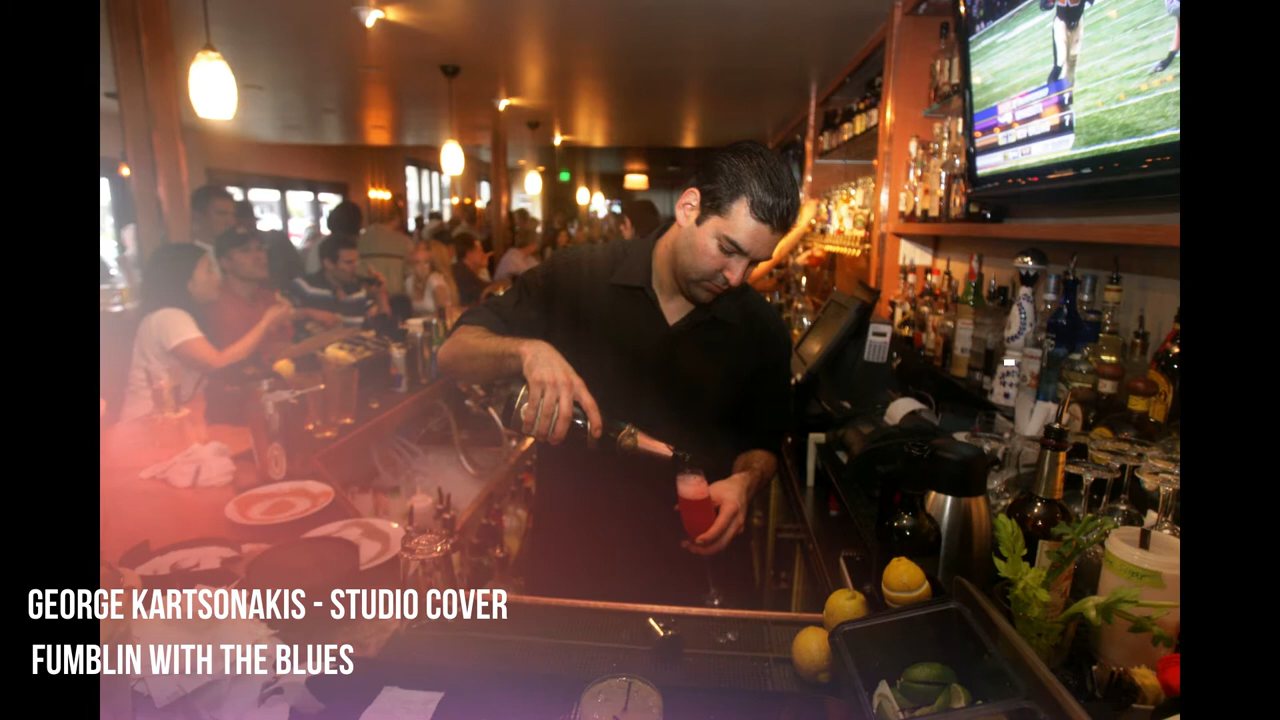 GEORGE KARTSONAKIS - STUDIO COVER
FUMBLIN WITH THE BLUES